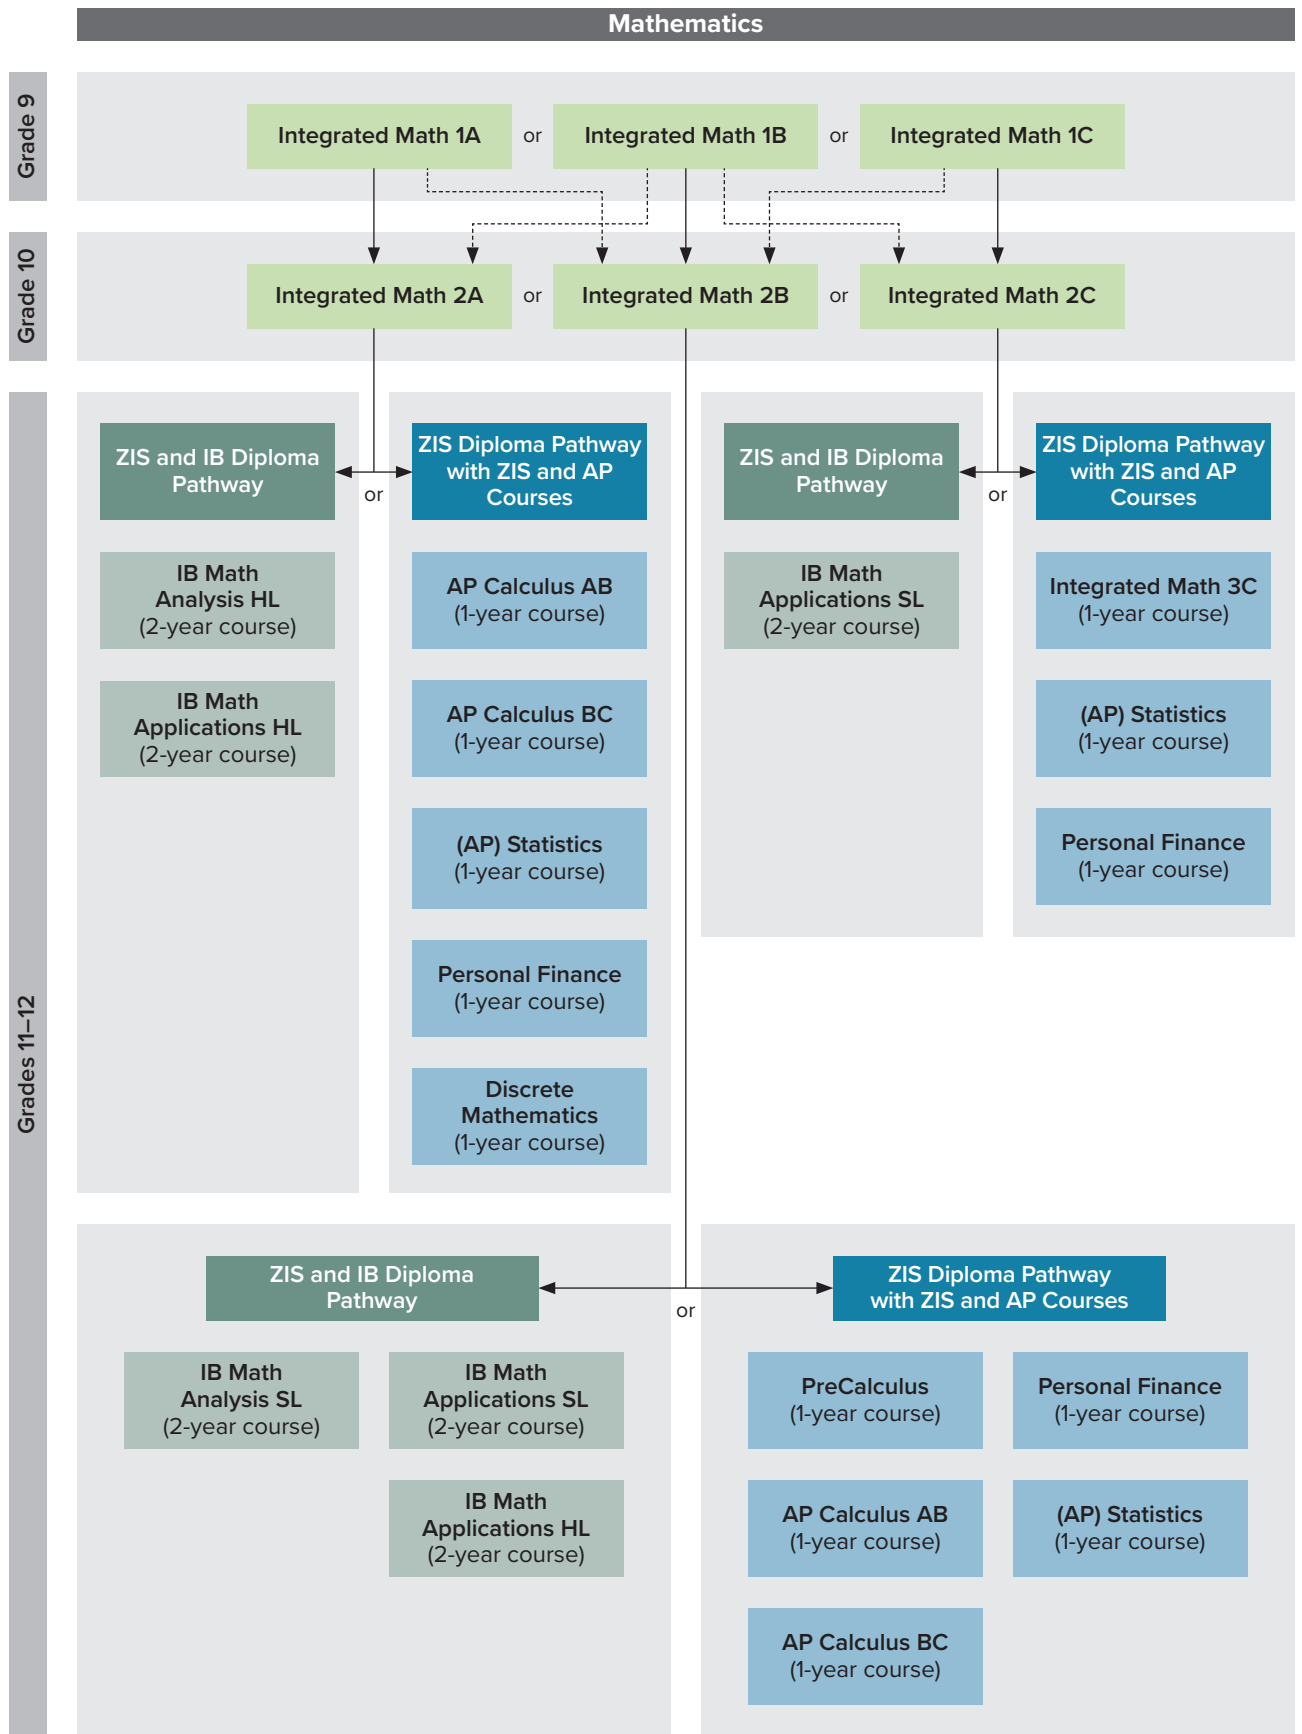 Mathematics
Grade 9
Integrated Math 1A
or
Integrated Math 1B
or
Integrated Math 1C
Grade 10
Integrated Math 2A
or
Integrated Math 2B
or
Integrated Math 2C
Grades 11–12
ZIS and IB Diploma
Pathway
or
ZIS Diploma Pathway
with ZIS and AP
Courses
IB Math
Analysis HL
(2-year course)
IB Math
Applications HL
(2-year course)
AP Calculus AB
(1-year course)
AP Calculus BC
(1-year course)
(AP) Statistics
(1-year course)
Personal Finance
(1-year course)
Discrete
Mathematics
(1-year course)
ZIS and IB Diploma
Pathway
or
ZIS Diploma Pathway
with ZIS and AP
Courses
IB Math
Applications SL
(2-year course)
Integrated Math 3C
(1-year course)
(AP) Statistics
(1-year course)
Personal Finance
(1-year course)
ZIS and IB Diploma
Pathway
or
ZIS Diploma Pathway
with ZIS and AP Courses
IB Math
Analysis SL
(2-year course)
IB Math
Applications SL
(2-year course)
IB Math
Applications HL
(2-year course)
PreCalculus
(1-year course)
Personal Finance
(1-year course)
AP Calculus AB
(1-year course)
(AP) Statistics
(1-year course)
AP Calculus BC
(1-year course)